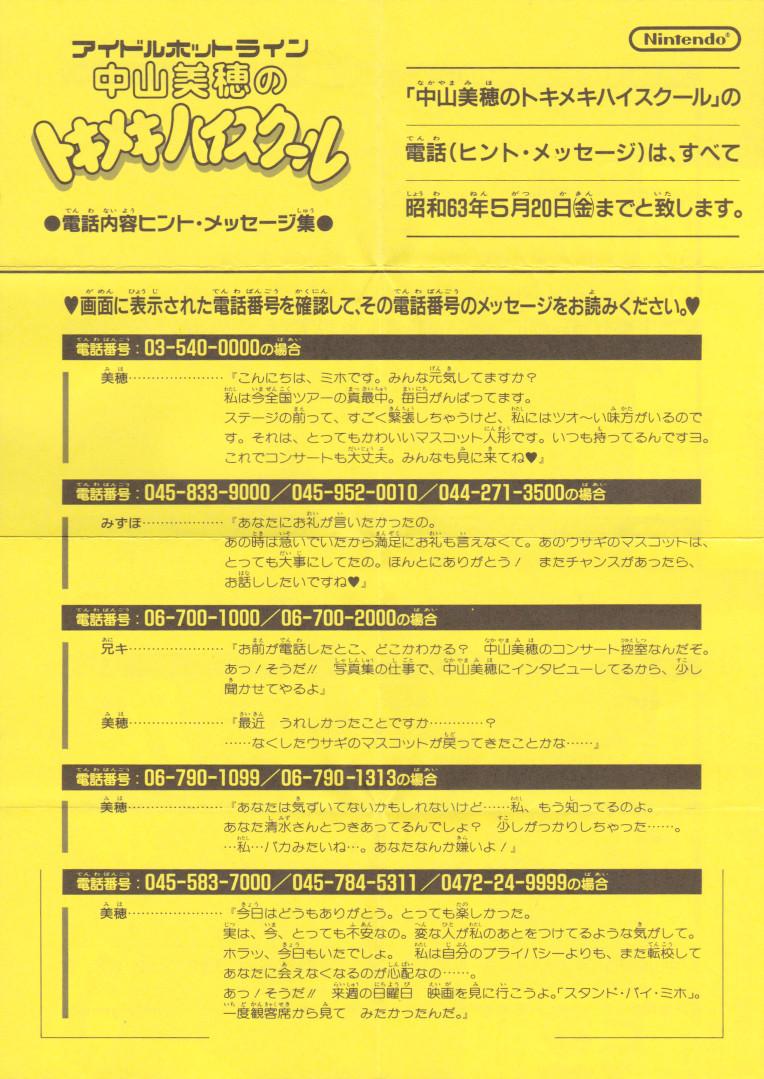 アイドルホットライン
中山美穂の
トキメキハイスクール
●電話内容ヒント・メッセージ集●
Nintendo®
「中山美穂のトキメキハイスクール」の
電話(ヒント・メッセージ)は、すべて
昭和63年5月20日㊎までと致します。
♥画面に表示された電話番号を確認して、その電話番号のメッセージをお読みください。♥
電話番号：03-540-0000の場合
美穂…………………『こんにちは、ミホです。みんな元気してますか？
私は今全国ツアーの真最中。毎日がんばってます。
ステージの前って、すごく緊張しちゃうけど、私にはツオ〜い味方がいるので
す。それは、とってもかわいいマスコット人形です。いつも持ってるんですヨ。
これでコンサートも大丈夫。みんなも見に来てね♥』
電話番号：045-833-9000／045-952-0010／044-271-3500の場合
みずほ………………『あなたにお礼が言いたかったの。
あの時は急いでいたから満足にお礼も言えなくて。あのウサギのマスコットは、
とっても大事にしてたの。ほんとにありがとう！　またチャンスがあったら、
お話ししたいですね♥』
電話番号：06-700-1000／06-700-2000の場合
兄キ…………………『お前が電話したとこ、どこかわかる？　中山美穂のコンサート控室なんだぞ。
あっ！そうだ!!　写真集の仕事で、中山美穂にインタビューしてるから、少し
聞かせてやるよ』
美穂…………………『最近　うれしかったことですか…………？
……なくしたウサギのマスコットが戻ってきたことかな……』
電話番号：06-790-1099／06-790-1313の場合
美穂…………………『あなたは気ずいてないかもしれないけど……私、もう知ってるのよ。
あなた清水さんとつきあってるんでしょ？　少しがっかりしちゃった……。
…私…バカみたいね…。あなたなんか嫌いよ！』
電話番号：045-583-7000／045-784-5311／0472-24-9999の場合
美穂…………………『今日はどうもありがとう。とっても楽しかった。
実は、今、とっても不安なの。変な人が私のあとをつけてるような気がして。
ホラッ、今日もいたでしょ。　私は自分のプライバシーよりも、また転校して
あなたに会えなくなるのが心配なの……。
あっ！そうだ!!　来週の日曜日　映画を見に行こうよ。「スタンド・バイ・ミホ」。
一度観客席から見て　みたかったんだ。』